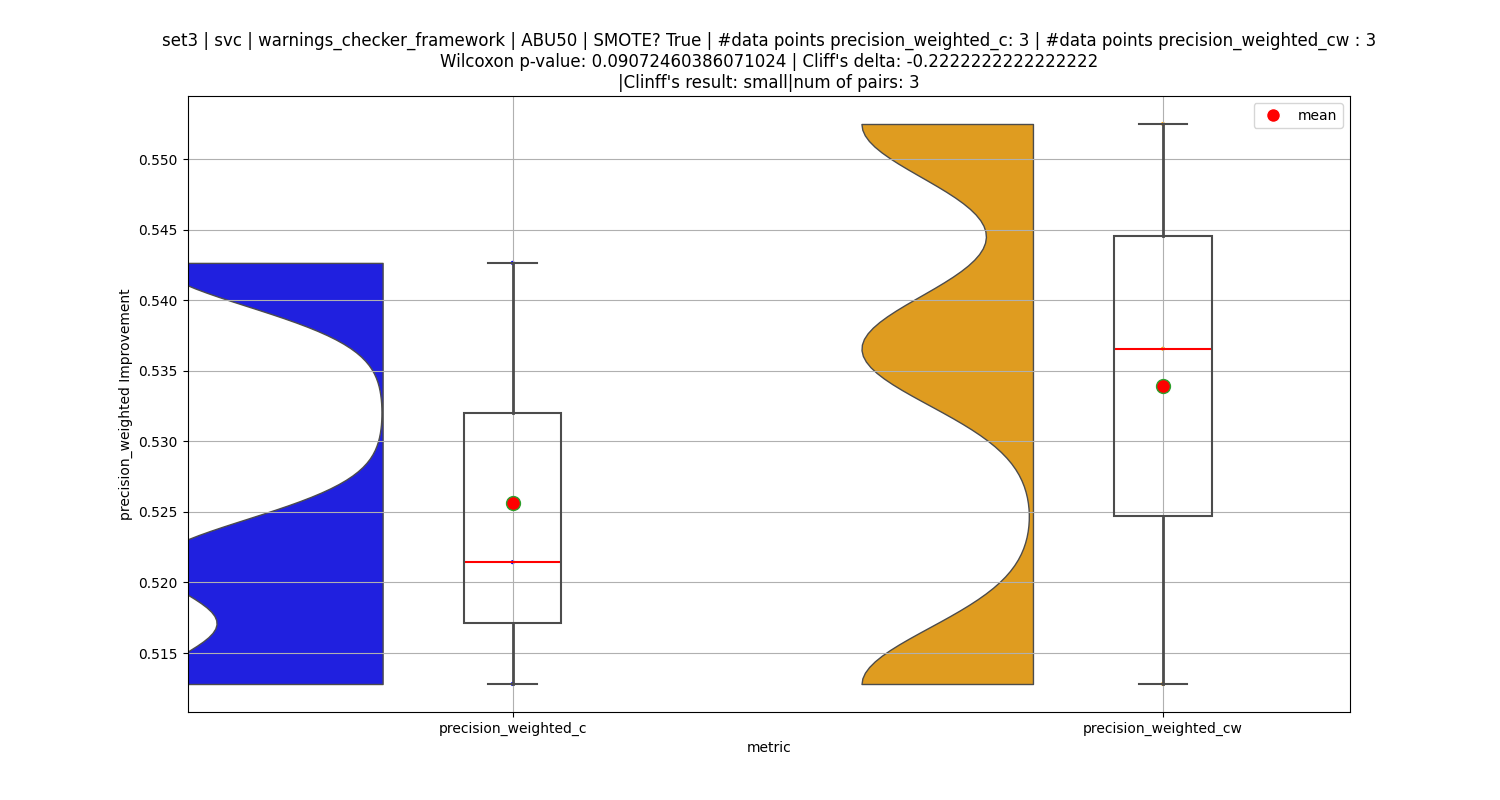 set3 | svc | warnings_checker_framework | ABU50 | SMOTE? True | #data points precision_weighted_c: 3 | #data points precision_weighted_cw : 3
Wilcoxon p-value: 0.09072460386071024 | Cliff's delta: -0.2222222222222222
|Clinff's result: small|num of pairs: 3
mean
0.550
0.545
0.540
0.535
0.530
0.525
0.520
0.515
precision_weighted Improvement
precision_weighted_c
precision_weighted_cw
metric